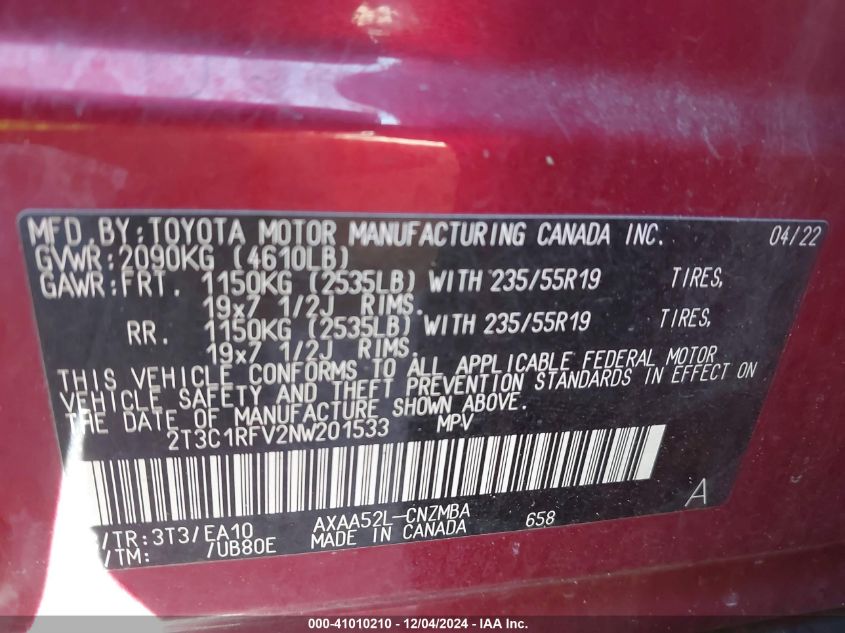 MFD.BY:TOYOTA MOTOR MANUFACTURING CANADA INC. 04/22
GVWR:2090KG (4610LB)
GAWR:FRT. 1150KG (2535LB) WITH 235/55R19 TIRES,
19x7 1/2J RIMS.
RR. 1150KG (2535LB) WITH 235/55R19 TIRES,
19x7 1/2J RIMS.
THIS VEHICLE CONFORMS TO ALL APPLICABLE FEDERAL MOTOR
VEHICLE SAFETY AND THEFT PREVENTION STANDARDS IN EFFECT ON
THE DATE OF MANUFACTURE SHOWN ABOVE.
2T3C1RFV2NW201533 MPV
A
/TR:3T3/EA10 AXAA52L-CNZMBA 658
/TM: /UB80E MADE IN CANADA
000-41010210 - 12/04/2024 - IAA Inc.